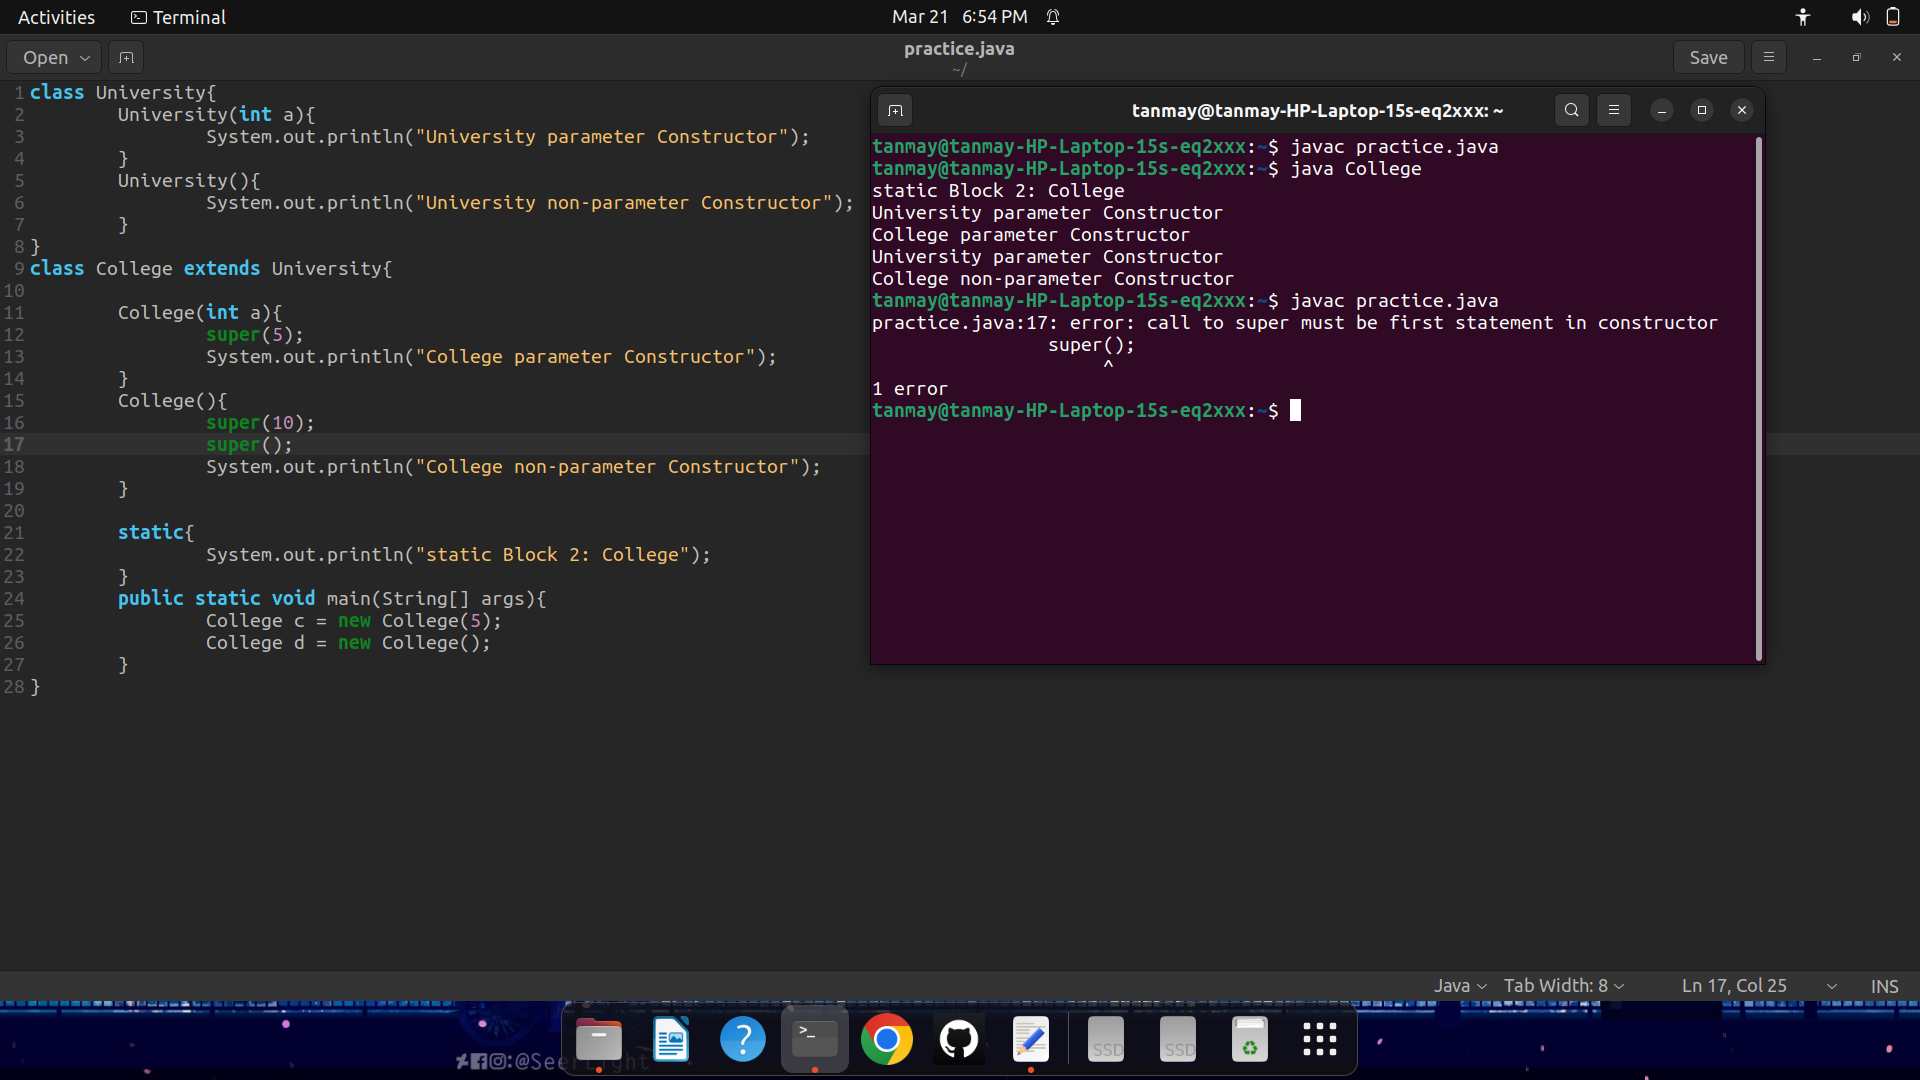 Activities Terminal Mar 21 6:54 PM
Open practice.java Save
~/
1 class University{
2 University(int a){
3 System.out.println("University parameter Constructor");
4 }
5 University(){
6 System.out.println("University non-parameter Constructor");
7 }
8 }
9 class College extends University{
10
11 College(int a){
12 super(5);
13 System.out.println("College parameter Constructor");
14 }
15 College(){
16 super(10);
17 super();
18 System.out.println("College non-parameter Constructor");
19 }
20
21 static{
22 System.out.println("static Block 2: College");
23 }
24 public static void main(String[] args){
25 College c = new College(5);
26 College d = new College();
27 }
28 }
tanmay@tanmay-HP-Laptop-15s-eq2xxx: ~
tanmay@tanmay-HP-Laptop-15s-eq2xxx:~$ javac practice.java
tanmay@tanmay-HP-Laptop-15s-eq2xxx:~$ java College
static Block 2: College
University parameter Constructor
College parameter Constructor
University parameter Constructor
College non-parameter Constructor
tanmay@tanmay-HP-Laptop-15s-eq2xxx:~$ javac practice.java
practice.java:17: error: call to super must be first statement in constructor
super();
^
1 error
tanmay@tanmay-HP-Laptop-15s-eq2xxx:~$
Java Tab Width: 8 Ln 17, Col 25 INS
SSD SSD